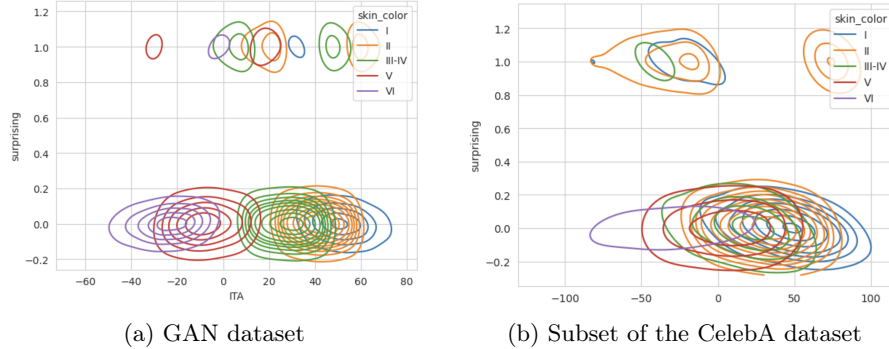 skin_color
I
II
III-IV
V
VI
1.2
1.0
0.8
0.6
0.4
0.2
0.0
−0.2
surprising
−60
−40
−20
0
20
40
60
80
ITA
(a) GAN dataset
skin_color
I
II
III-IV
V
VI
1.2
1.0
0.8
0.6
0.4
0.2
0.0
−0.2
surprising
−100
−50
0
50
100
(b) Subset of the CelebA dataset